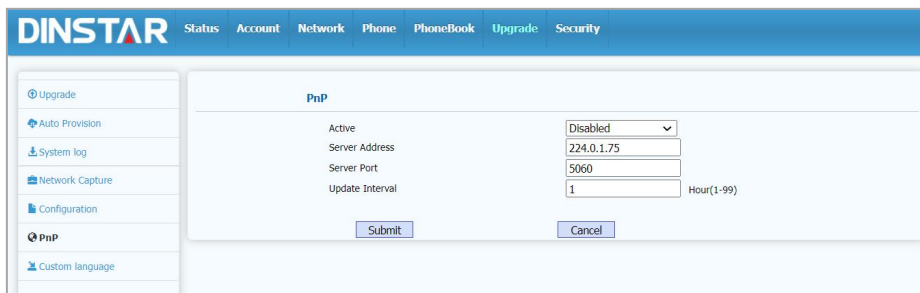 DINSTAR Status Account Network Phone PhoneBook Upgrade Security
Upgrade
Auto Provision
System log
Network Capture
Configuration
PnP
Custom language
PnP
Active Disabled
Server Address 224.0.1.75
Server Port 5060
Update Interval 1 Hour(1-99)
Submit Cancel